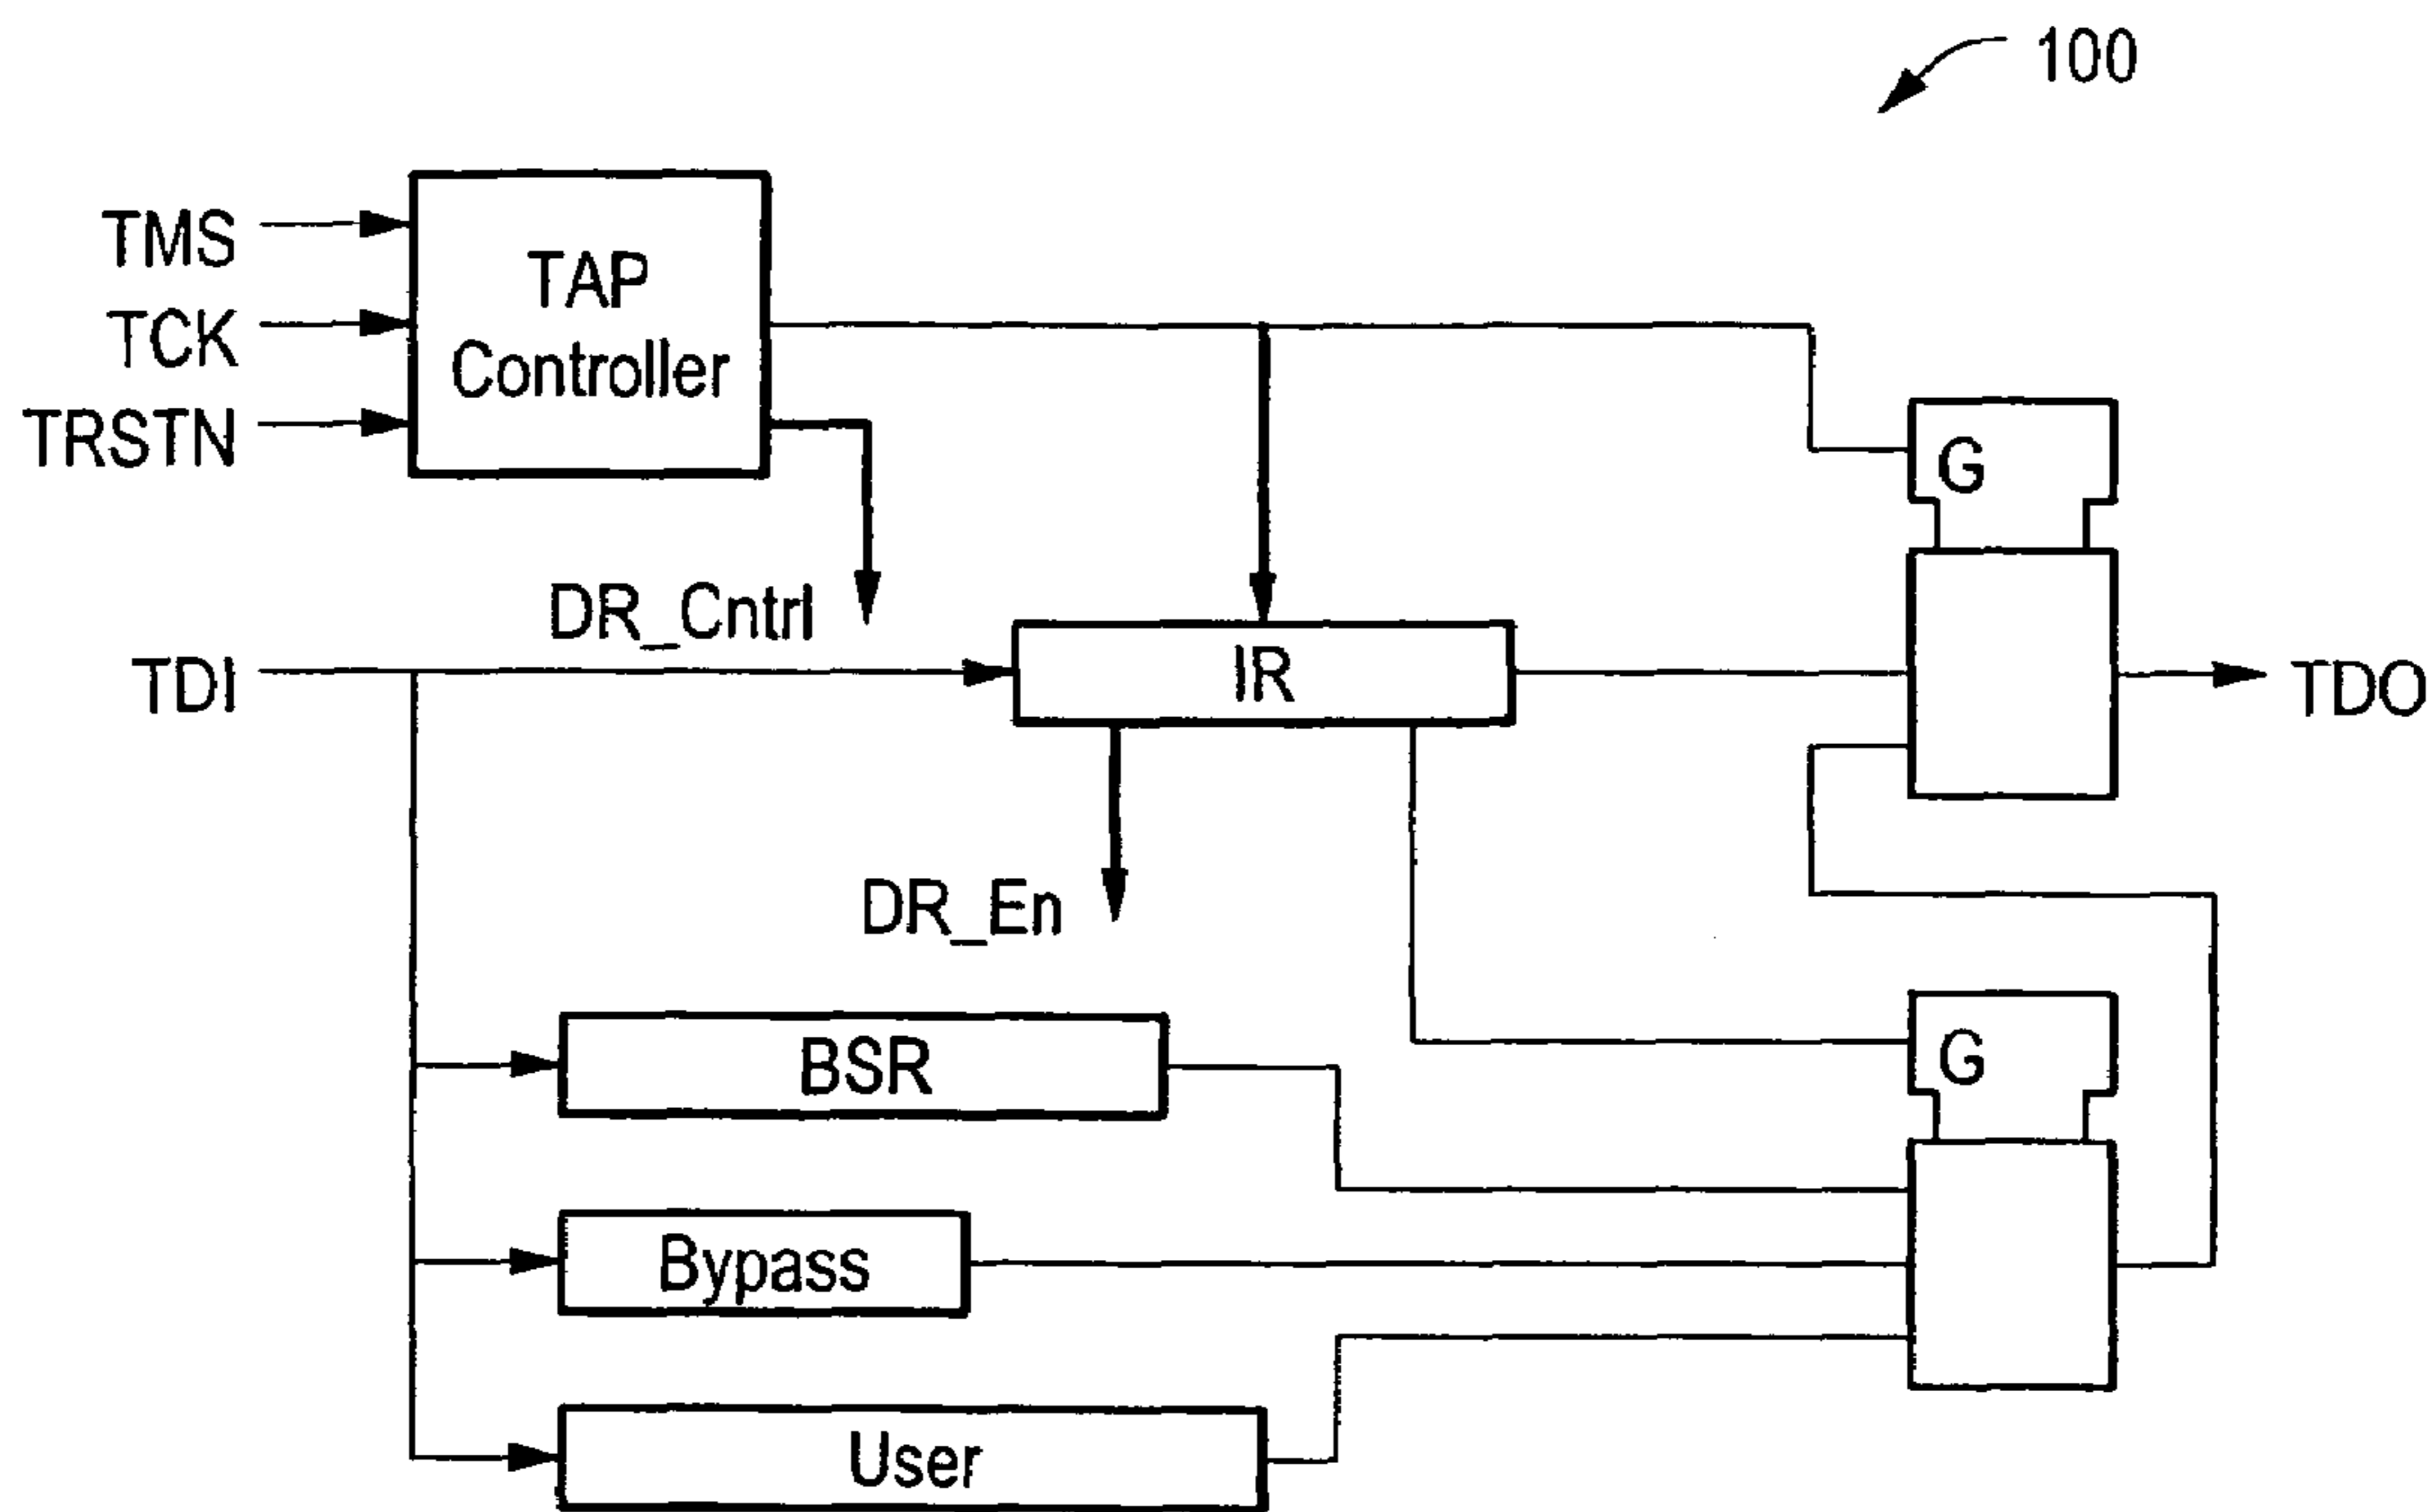 100
TMS
TCK
TRSTN
TAP
Controller
G
DR_Cntrl
TDI
IR
TDO
DR_En
BSR
G
Bypass
User